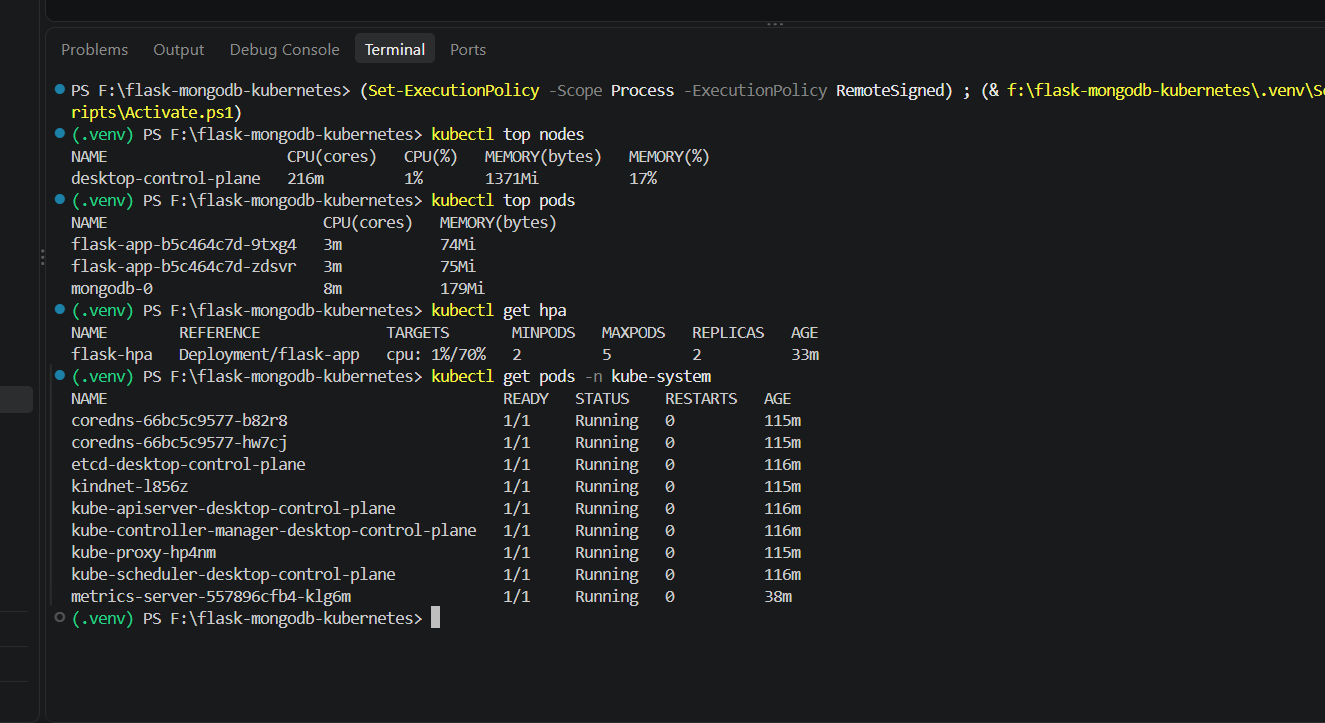 Problems Output Debug Console Terminal Ports
PS F:\flask-mongodb-kubernetes> (Set-ExecutionPolicy -Scope Process -ExecutionPolicy RemoteSigned) ; (& f:\flask-mongodb-kubernetes\.venv\Sc
ripts\Activate.ps1)
(.venv) PS F:\flask-mongodb-kubernetes> kubectl top nodes
NAME CPU(cores) CPU(%) MEMORY(bytes) MEMORY(%)
desktop-control-plane 216m 1% 1371Mi 17%
(.venv) PS F:\flask-mongodb-kubernetes> kubectl top pods
NAME CPU(cores) MEMORY(bytes)
flask-app-b5c464c7d-9txg4 3m 74Mi
flask-app-b5c464c7d-zdsvr 3m 75Mi
mongodb-0 8m 179Mi
(.venv) PS F:\flask-mongodb-kubernetes> kubectl get hpa
NAME REFERENCE TARGETS MINPODS MAXPODS REPLICAS AGE
flask-hpa Deployment/flask-app cpu: 1%/70% 2 5 2 33m
(.venv) PS F:\flask-mongodb-kubernetes> kubectl get pods -n kube-system
NAME READY STATUS RESTARTS AGE
coredns-66bc5c9577-b82r8 1/1 Running 0 115m
coredns-66bc5c9577-hw7cj 1/1 Running 0 115m
etcd-desktop-control-plane 1/1 Running 0 116m
kindnet-l856z 1/1 Running 0 115m
kube-apiserver-desktop-control-plane 1/1 Running 0 116m
kube-controller-manager-desktop-control-plane 1/1 Running 0 116m
kube-proxy-hp4nm 1/1 Running 0 115m
kube-scheduler-desktop-control-plane 1/1 Running 0 116m
metrics-server-557896cfb4-klg6m 1/1 Running 0 38m
(.venv) PS F:\flask-mongodb-kubernetes>